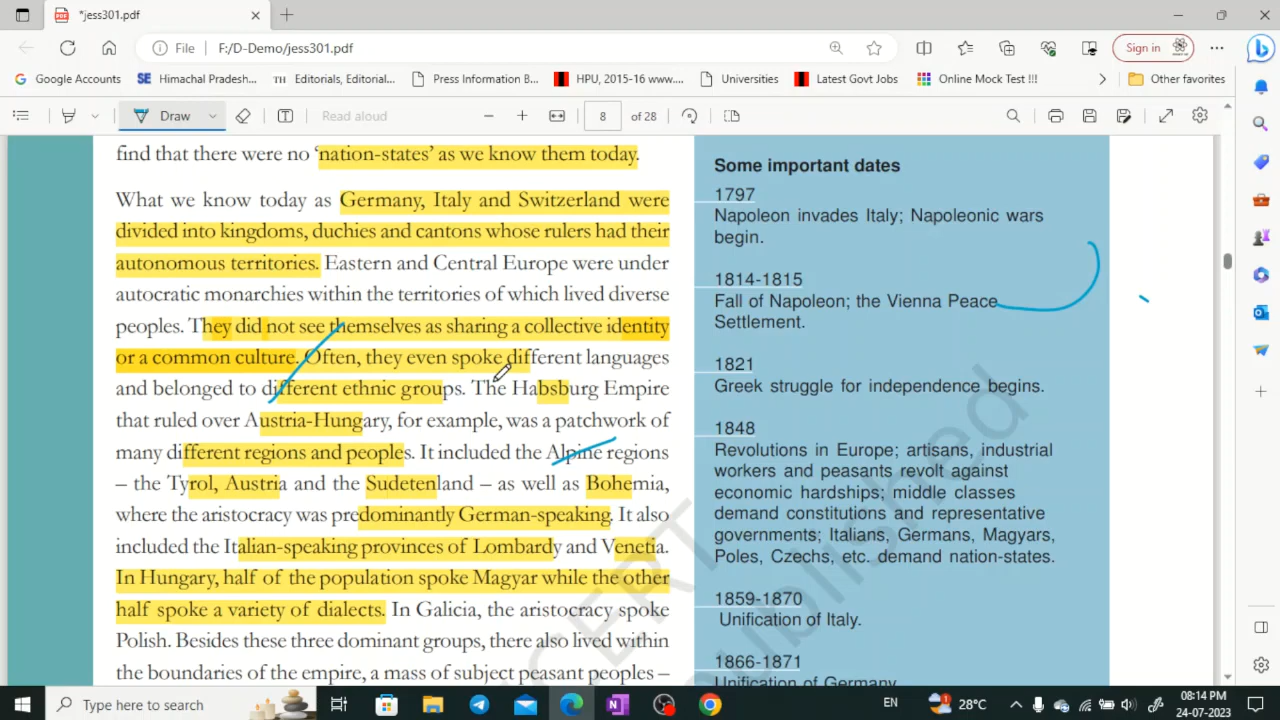 *jess301.pdf
File F:/D-Demo/jess301.pdf Sign in
Google Accounts SE Himachal Pradesh... TH Editorials, Editorial... Press Information B... HPU, 2015-16 www.... Universities Latest Govt Jobs Online Mock Test !!! Other favorites
Draw Read aloud 8 of 28
find that there were no ‘nation-states’ as we know them today.
What we know today as Germany, Italy and Switzerland were
divided into kingdoms, duchies and cantons whose rulers had their
autonomous territories. Eastern and Central Europe were under
autocratic monarchies within the territories of which lived diverse
peoples. They did not see themselves as sharing a collective identity
or a common culture. Often, they even spoke different languages
and belonged to different ethnic groups. The Habsburg Empire
that ruled over Austria-Hungary, for example, was a patchwork of
many different regions and peoples. It included the Alpine regions
– the Tyrol, Austria and the Sudetenland – as well as Bohemia,
where the aristocracy was predominantly German-speaking. It also
included the Italian-speaking provinces of Lombardy and Venetia.
In Hungary, half of the population spoke Magyar while the other
half spoke a variety of dialects. In Galicia, the aristocracy spoke
Polish. Besides these three dominant groups, there also lived within
the boundaries of the empire, a mass of subject peasant peoples –
Some important dates
1797
Napoleon invades Italy; Napoleonic wars
begin.
1814-1815
Fall of Napoleon; the Vienna Peace
Settlement.
1821
Greek struggle for independence begins.
1848
Revolutions in Europe; artisans, industrial
workers and peasants revolt against
economic hardships; middle classes
demand constitutions and representative
governments; Italians, Germans, Magyars,
Poles, Czechs, etc. demand nation-states.
1859-1870
Unification of Italy.
1866-1871
Unification of Germany
Type here to search
28°C EN 08:14 PM
24-07-2023